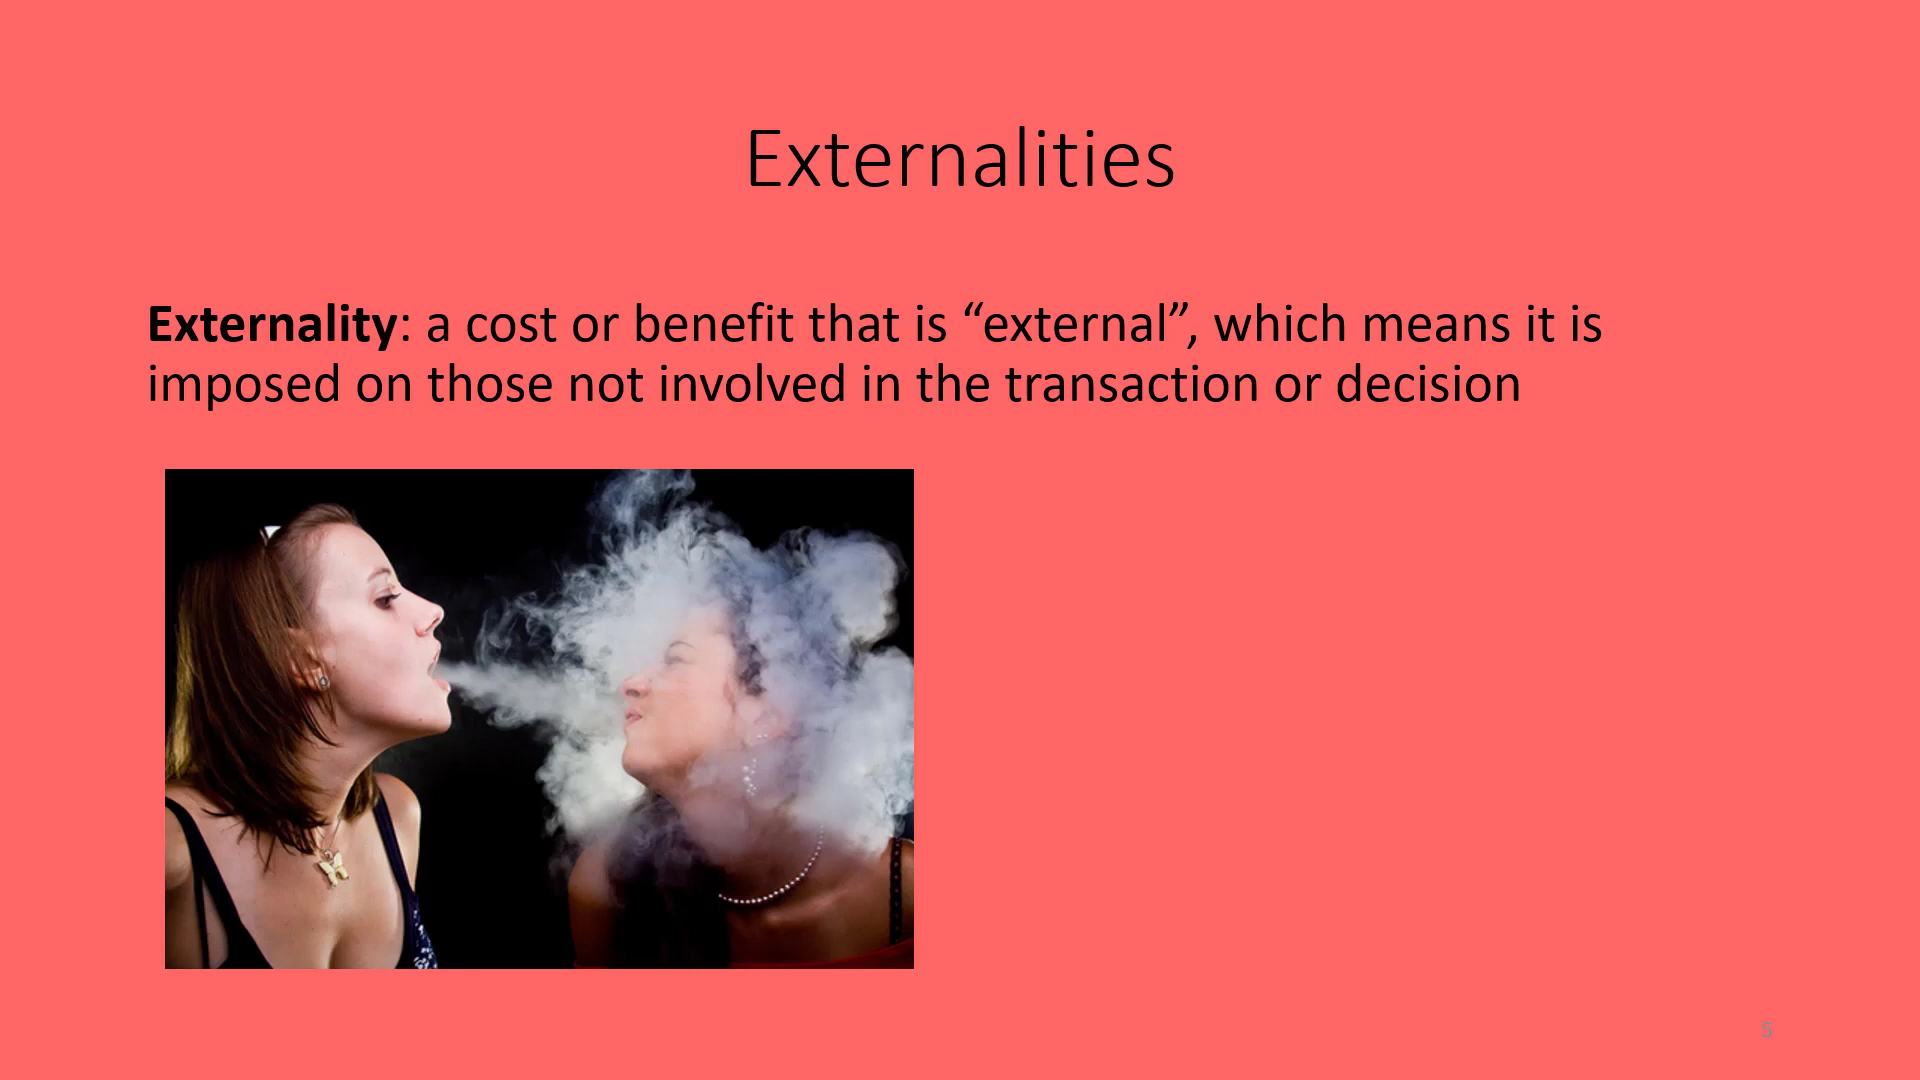 Externalities
Externality: a cost or benefit that is “external”, which means it is
imposed on those not involved in the transaction or decision
5